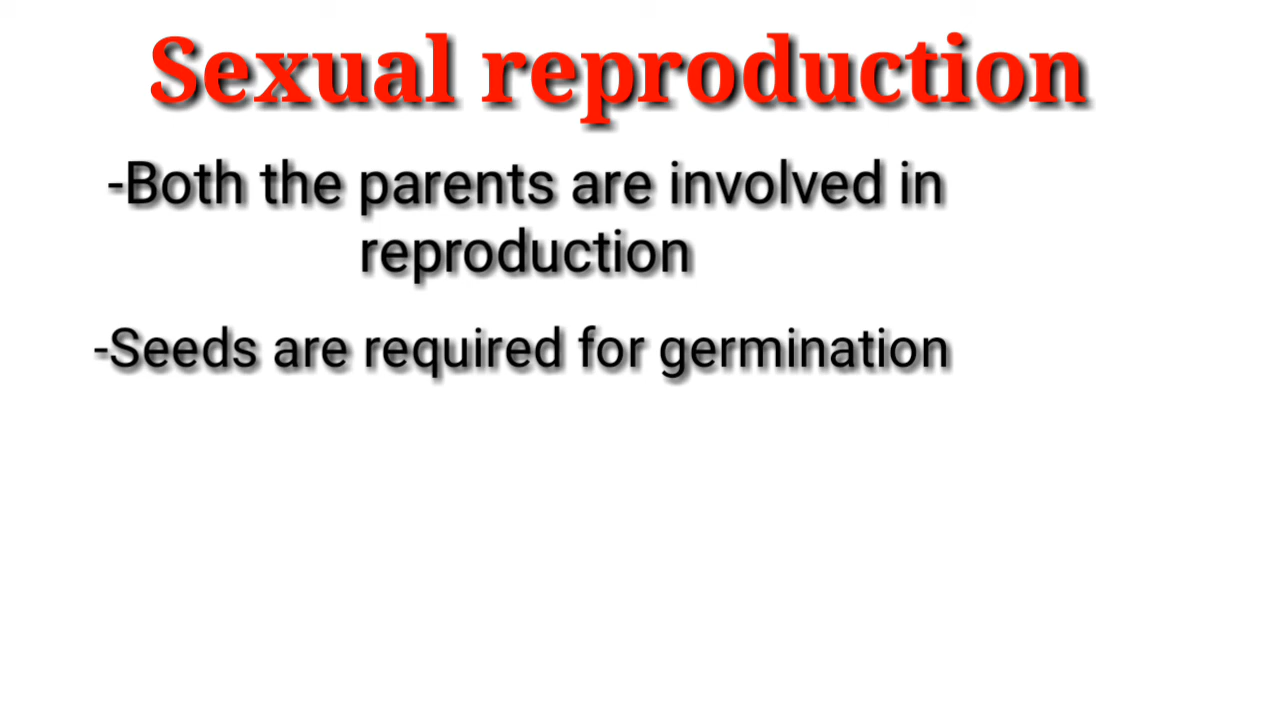 Sexual reproduction
-Both the parents are involved in
reproduction
-Seeds are required for germination